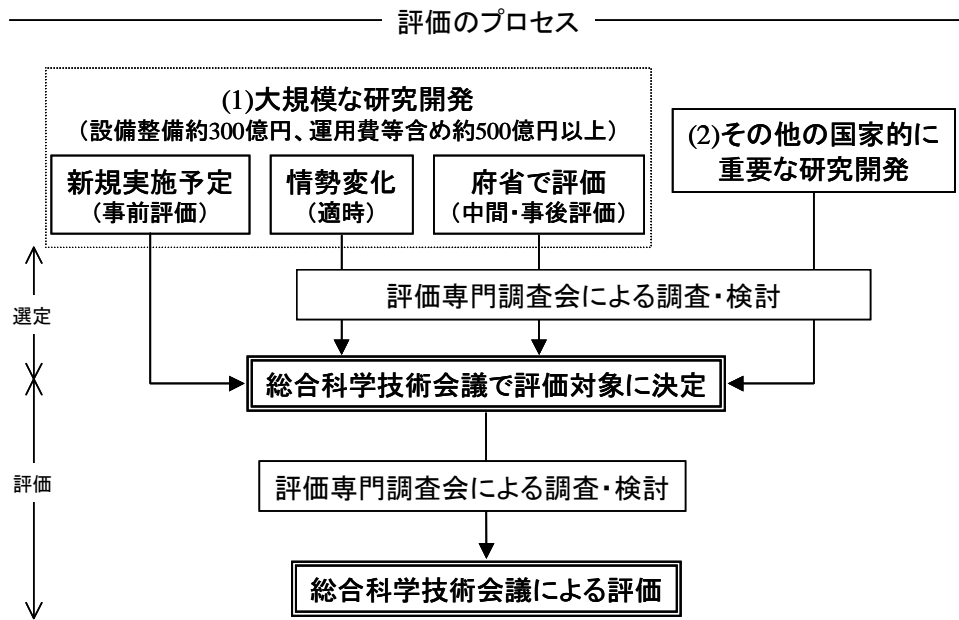 評価のプロセス
(1)大規模な研究開発
（設備整備約300億円、運用費等含め約500億円以上）
新規実施予定
（事前評価）
情勢変化
（適時）
府省で評価
（中間・事後評価）
(2)その他の国家的に
重要な研究開発
選定
評価専門調査会による調査・検討
総合科学技術会議で評価対象に決定
評価
評価専門調査会による調査・検討
総合科学技術会議による評価